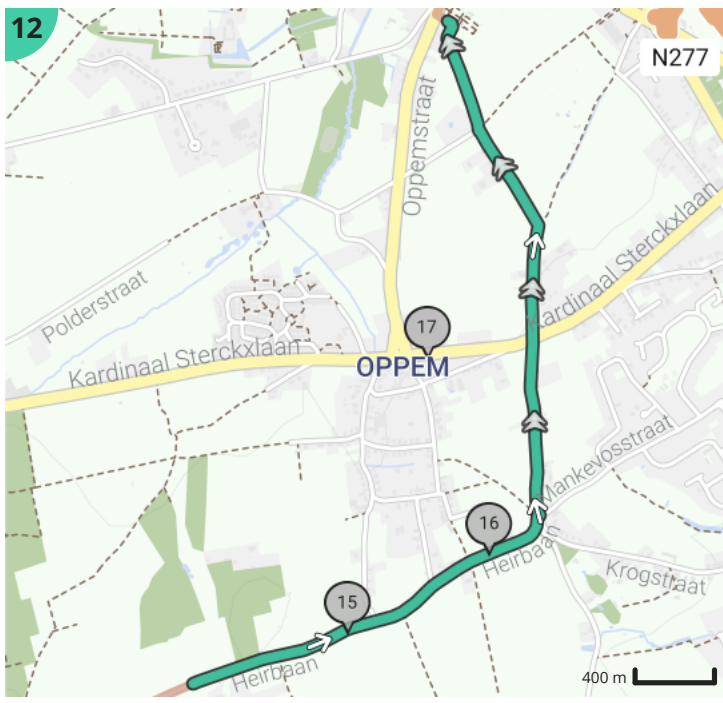 12
N277
Oppemstraat
Kardinaal Sterckxlaan
Polderstraat
17
Kardinaal Sterckxlaan
OPPEM
Mankevosstraat
16
Heirbaan
Krogstraat
15
Heirbaan
400 m